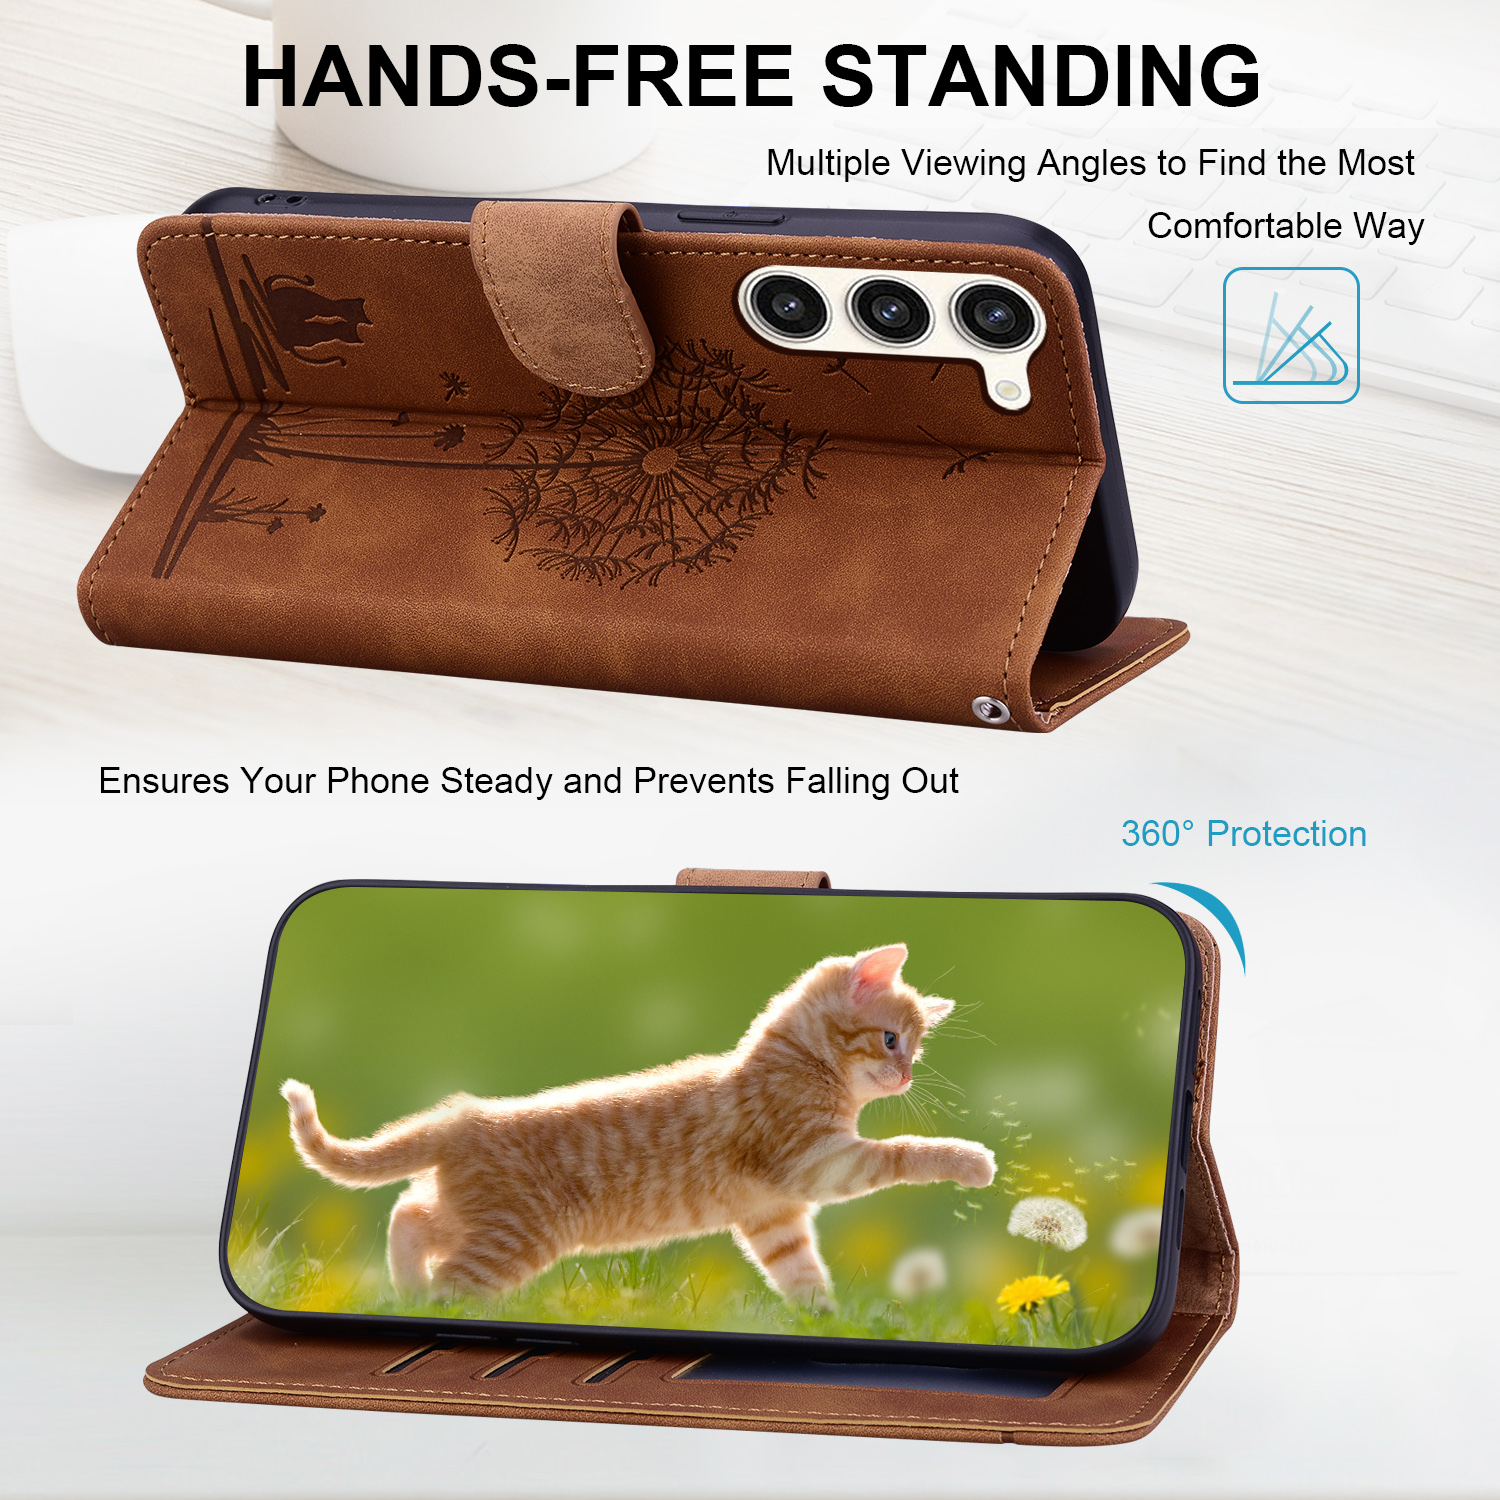 HANDS-FREE STANDING
Multiple Viewing Angles to Find the Most
Comfortable Way
Ensures Your Phone Steady and Prevents Falling Out
360° Protection